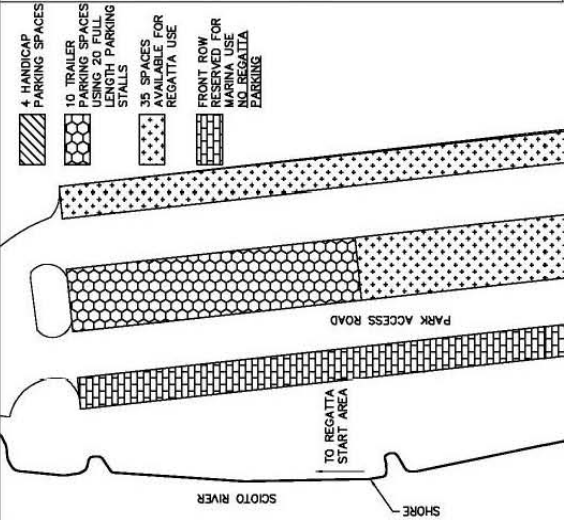 4 HANDICAP
PARKING SPACES
10 TRAILER
PARKING SPACES
USING 20 FULL
LENGTH PARKING
STALLS
35 SPACES
AVAILABLE FOR
REGATTA USE
FRONT ROW
RESERVED FOR
MARINA USE
NO REGATTA
PARKING
PARK ACCESS ROAD
TO REGATTA
START AREA
SCIOTO RIVER
SHORE